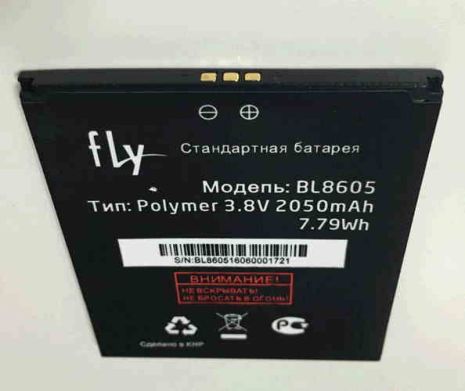 fly Стандартная батарея
Модель: BL8605
Тип: Polymer 3.8V 2050mAh
7.79Wh
S/N:BL860516060001721
ВНИМАНИЕ!
НЕ ВСКРЫВАТЬ!
НЕ БРОСАТЬ В ОГОНЬ!
Сделано в КНР